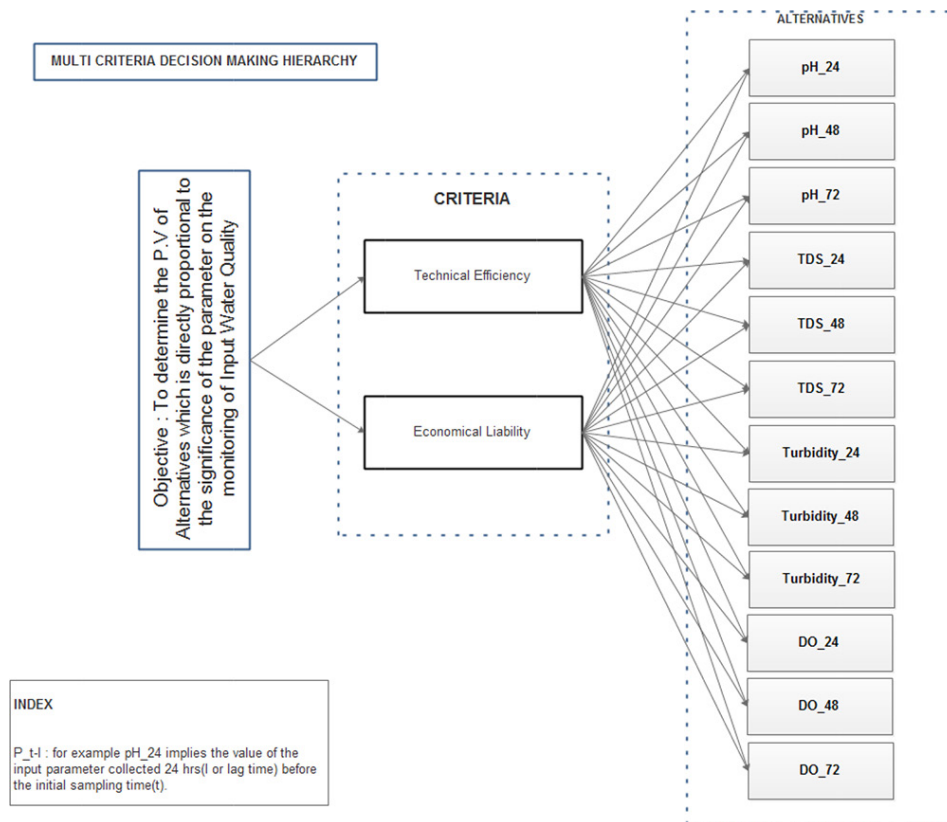 MULTI CRITERIA DECISION MAKING HIERARCHY
Objective : To determine the P.V of
Alternatives which is directly proportional to
the significance of the parameter on the
monitoring of Input Water Quality
CRITERIA
Technical Efficiency
Economical Liability
ALTERNATIVES
pH_24
pH_48
pH_72
TDS_24
TDS_48
TDS_72
Turbidity_24
Turbidity_48
Turbidity_72
DO_24
DO_48
DO_72
INDEX
P_t-l : for example pH_24 implies the value of the
input parameter collected 24 hrs(l or lag time) before
the initial sampling time(t).